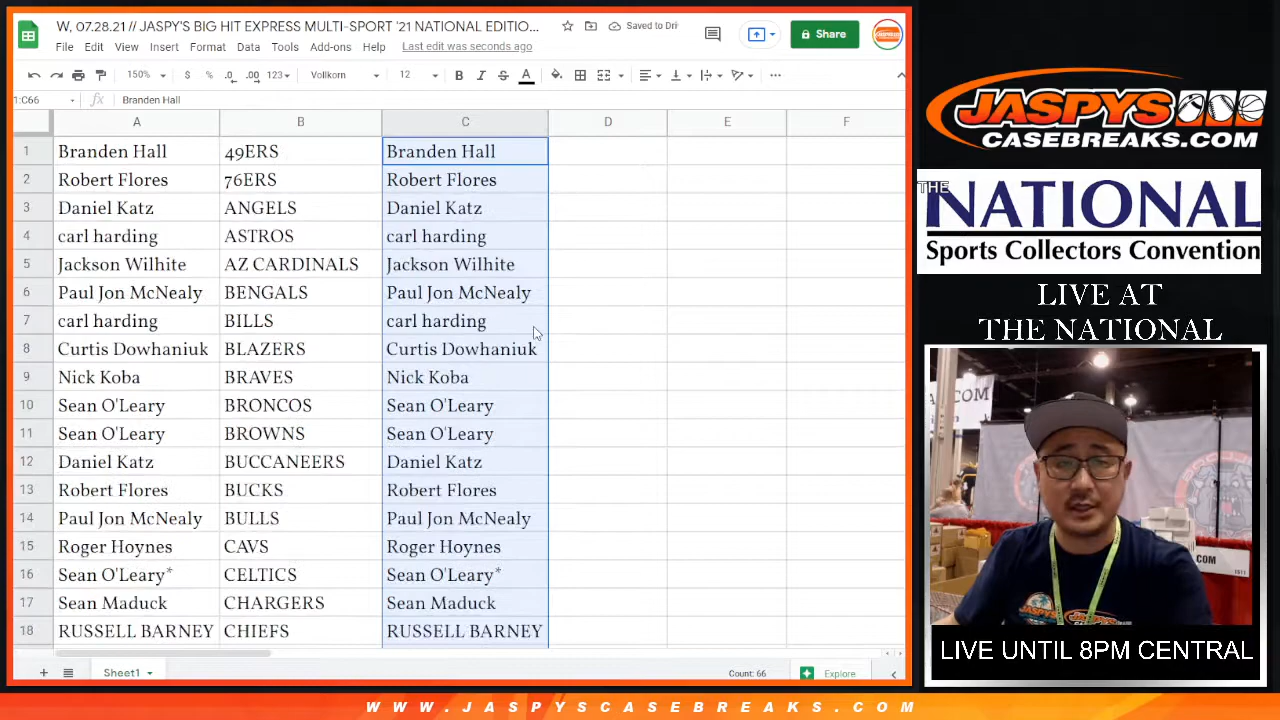 W, 07.28.21 // JASPY'S BIG HIT EXPRESS MULTI-SPORT '21 NATIONAL EDITIO...
Saved to Dri
File Edit View Insert Format Data Tools Add-ons Help Last edit was seconds ago
Share
150% $ % .0 .00 123 Vollkorn 12 B I S A
1:C66 fx Branden Hall
A B C D E F
1 Branden Hall 49ERS Branden Hall
2 Robert Flores 76ERS Robert Flores
3 Daniel Katz ANGELS Daniel Katz
4 carl harding ASTROS carl harding
5 Jackson Wilhite AZ CARDINALS Jackson Wilhite
6 Paul Jon McNealy BENGALS Paul Jon McNealy
7 carl harding BILLS carl harding
8 Curtis Dowhaniuk BLAZERS Curtis Dowhaniuk
9 Nick Koba BRAVES Nick Koba
10 Sean O'Leary BRONCOS Sean O'Leary
11 Sean O'Leary BROWNS Sean O'Leary
12 Daniel Katz BUCCANEERS Daniel Katz
13 Robert Flores BUCKS Robert Flores
14 Paul Jon McNealy BULLS Paul Jon McNealy
15 Roger Hoynes CAVS Roger Hoynes
16 Sean O'Leary* CELTICS Sean O'Leary*
17 Sean Maduck CHARGERS Sean Maduck
18 RUSSELL BARNEY CHIEFS RUSSELL BARNEY
Sheet1
Count: 66
Explore
JASPYS
CASEBREAKS.COM
THE
NATIONAL
Sports Collectors Convention
LIVE AT
THE NATIONAL
.COM
LIVE UNTIL 8PM CENTRAL
WWW.JASPYSCASEBREAKS.COM